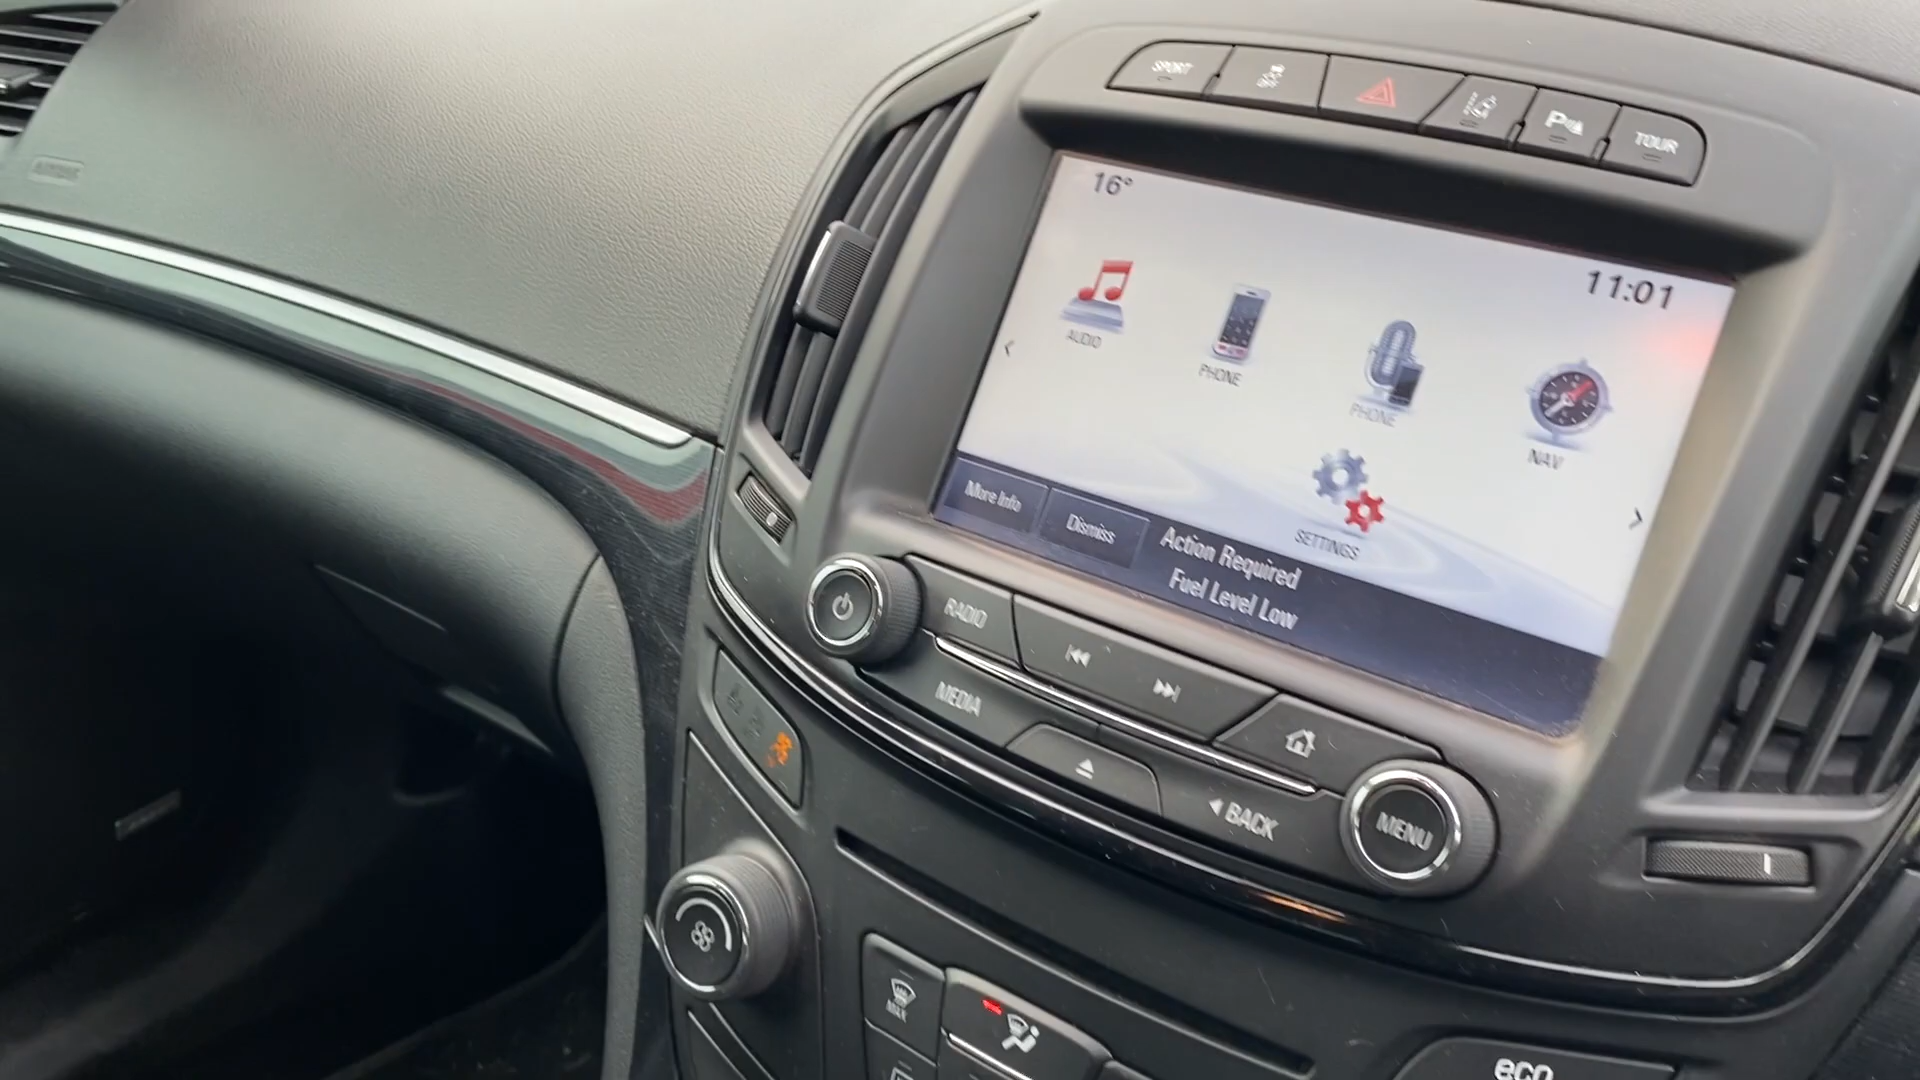 SPORT
TOUR
16°
11:01
AUDIO
PHONE
PHONE
NAV
SETTINGS
More Info
Dismiss
Action Required
Fuel Level Low
RADIO
MEDIA
BACK
MENU
MAX
eco